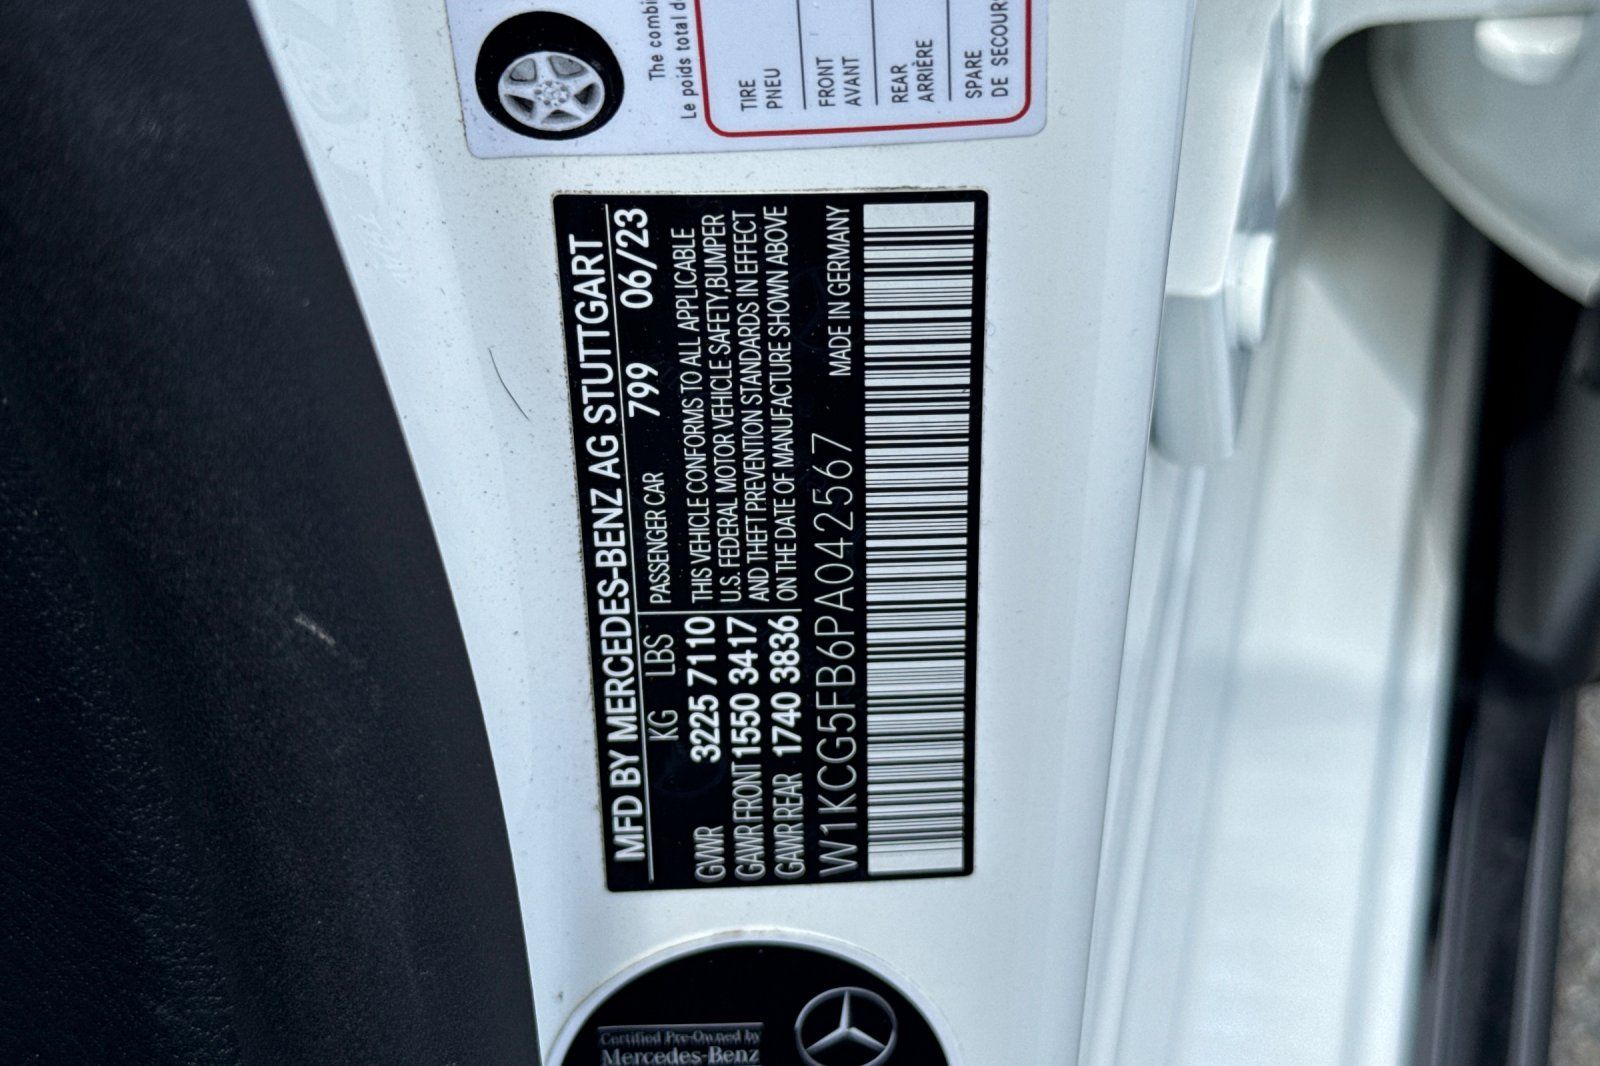 The combi
Le poids total d
TIRE
PNEU
FRONT
AVANT
REAR
ARRIÈRE
SPARE
DE SECOURS
MFD BY MERCEDES-BENZ AG STUTTGART
KG LBS PASSENGER CAR 799 06/23
GWWR 3225 7110 THIS VEHICLE CONFORMS TO ALL APPLICABLE
GAWR FRONT 1550 3417 U.S. FEDERAL MOTOR VEHICLE SAFETY,BUMPER
AND THEFT PREVENTION STANDARDS IN EFFECT
GAWR REAR 1740 3836 ON THE DATE OF MANUFACTURE SHOWN ABOVE
W1KCG5FB6PA042567 MADE IN GERMANY
Certified Pre-Owned by
Mercedes-Benz